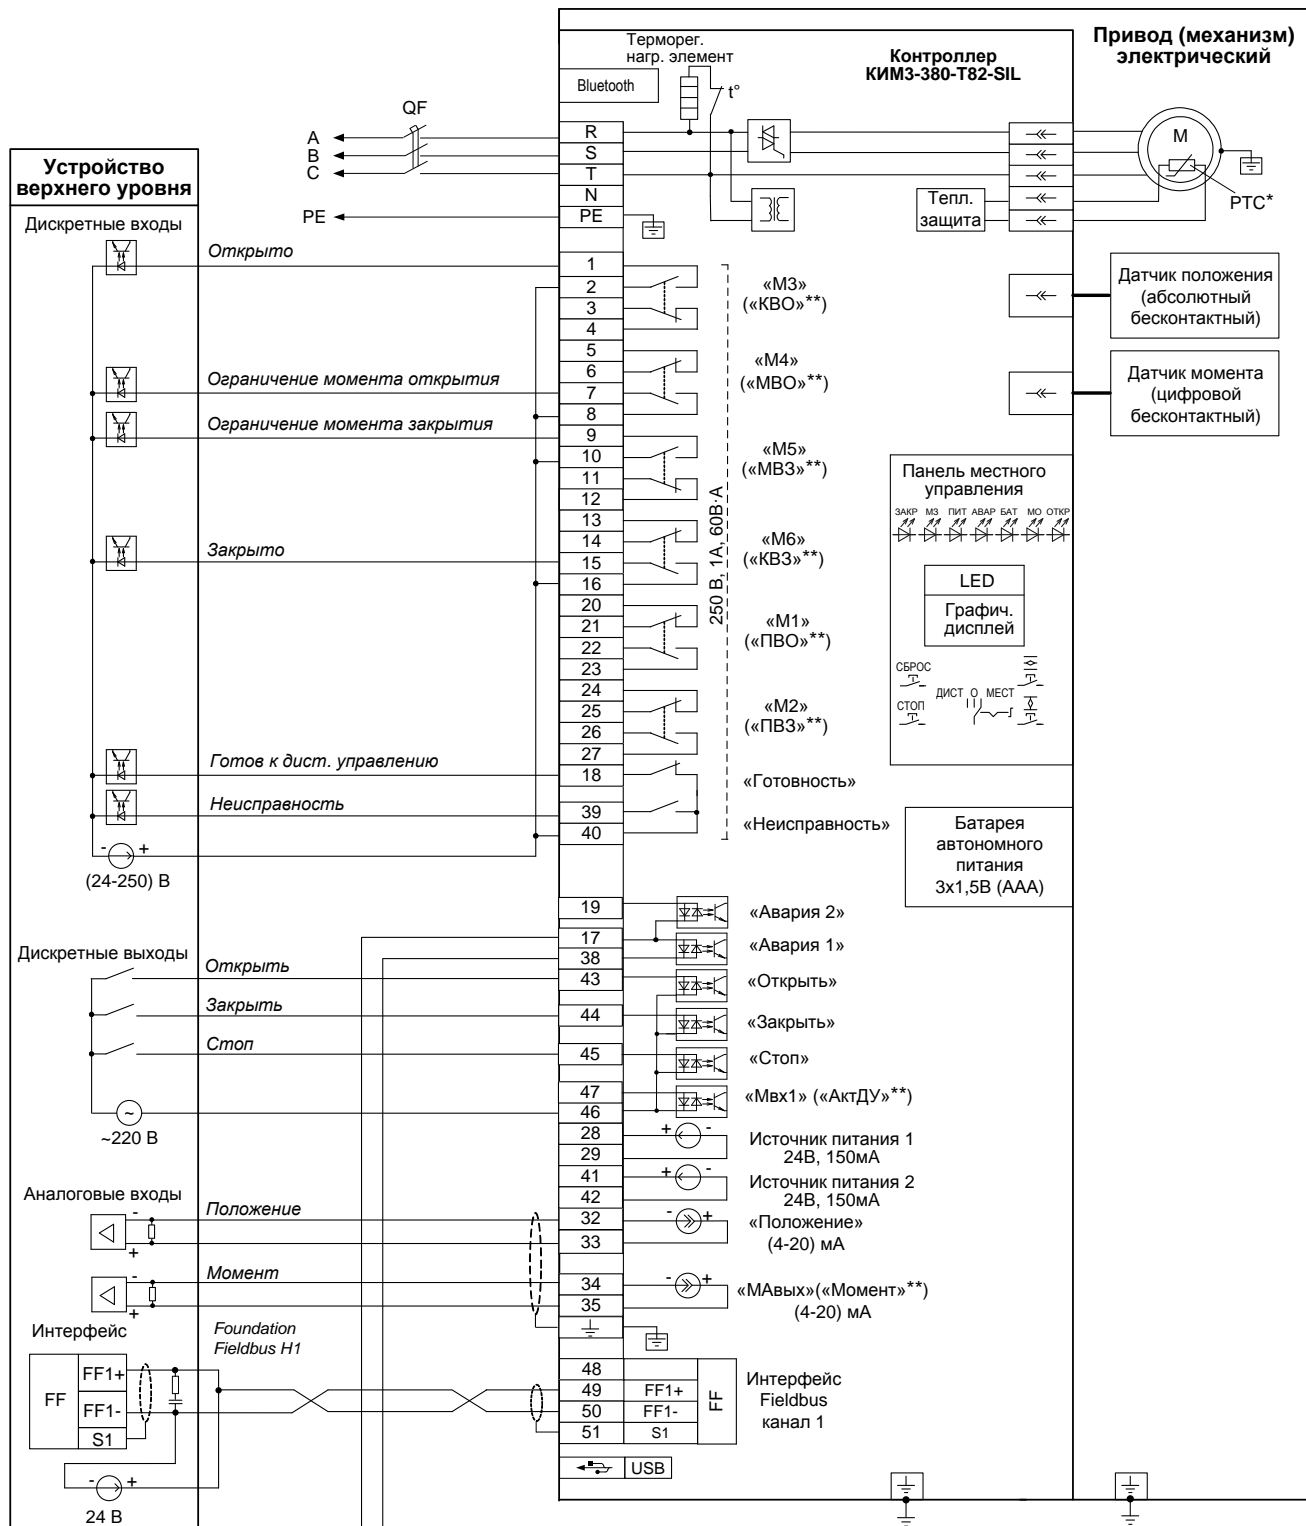 Привод (механизм)
электрический
Контроллер
КИМ3-380-Т82-SIL
Терморег.
нагр. элемент
t°
Bluetooth
QF
A
B
C
PE
R
S
T
N
PE
Тепл.
защита
M
PTC*
Устройство
верхнего уровня
Дискретные входы
Открыто
Ограничение момента открытия
Ограничение момента закрытия
Закрыто
Готов к дист. управлению
Неисправность
- +
(24-250) В
1
2
3
4
5
6
7
8
9
10
11
12
13
14
15
16
20
21
22
23
24
25
26
27
18
39
40
«М3»
(«КВО»**)
«М4»
(«МВО»**)
«М5»
(«МВЗ»**)
«М6»
(«КВЗ»**)
«М1»
(«ПВО»**)
«М2»
(«ПВЗ»**)
«Готовность»
«Неисправность»
250 В, 1А, 60В·А
Датчик положения
(абсолютный
бесконтактный)
Датчик момента
(цифровой
бесконтактный)
Панель местного
управления
ЗАКР МЗ ПИТ АВАР БАТ МО ОТКР
LED
Графич.
дисплей
СБРОС
СТОП
ДИСТ О МЕСТ
Батарея
автономного
питания
3х1,5В (ААА)
Дискретные выходы
Открыть
Закрыть
Стоп
~
~220 В
19
17
38
43
44
45
47
46
28
29
41
42
32
33
34
35
«Авария 2»
«Авария 1»
«Открыть»
«Закрыть»
«Стоп»
«Мвх1» («АктДУ»**)
+ -
Источник питания 1
24В, 150мА
+ -
Источник питания 2
24В, 150мА
- +
«Положение»
(4-20) мА
- +
«МАвых»(«Момент»**)
(4-20) мА
Аналоговые входы
Положение
-
+
Момент
-
+
Интерфейс
Foundation
Fieldbus H1
FF
FF1+
FF1-
S1
- +
24 В
48
49
50
51
FF1+
FF1-
S1
FF
Интерфейс
Fieldbus
канал 1
USB